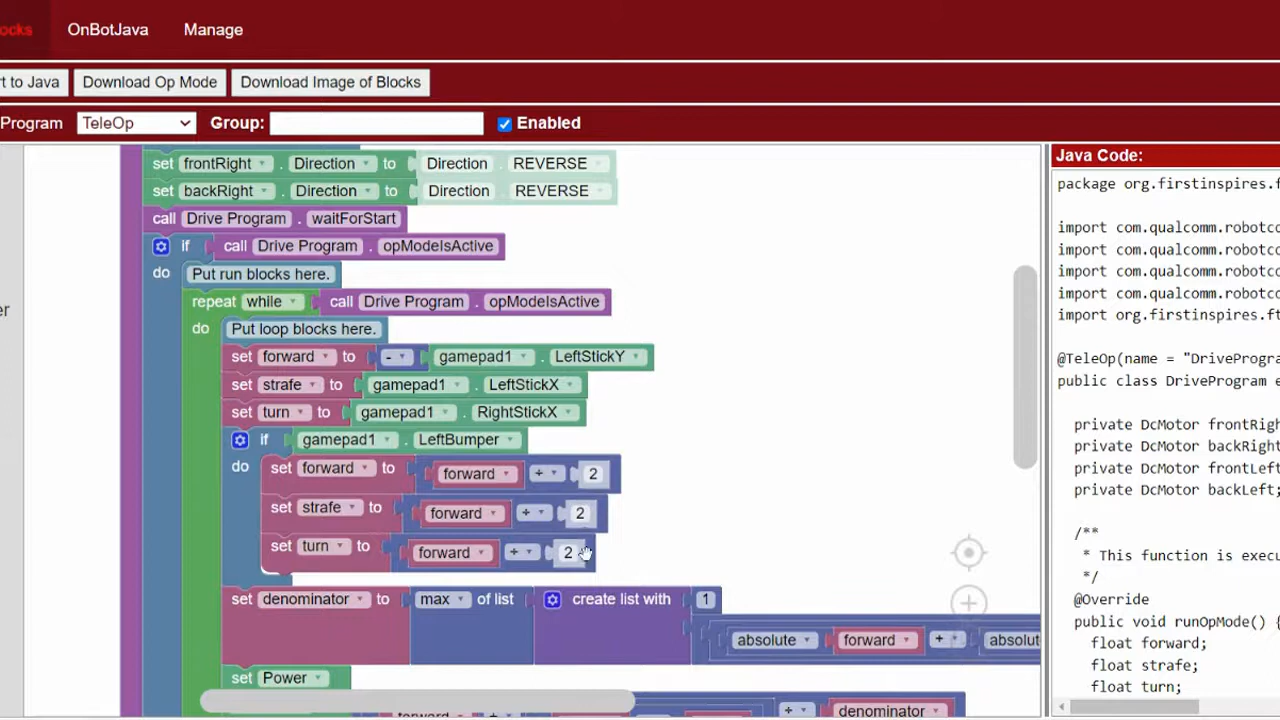 ocks OnBotJava Manage
rt to Java Download Op Mode Download Image of Blocks
Program TeleOp Group: Enabled
set frontRight . Direction to Direction REVERSE
set backRight . Direction to Direction REVERSE
call Drive Program . waitForStart
if call Drive Program . opModeIsActive
do Put run blocks here.
repeat while call Drive Program . opModeIsActive
do Put loop blocks here.
set forward to - gamepad1 . LeftStickY
set strafe to gamepad1 . LeftStickX
set turn to gamepad1 . RightStickX
if gamepad1 . LeftBumper
do set forward to forward ÷ 2
set strafe to forward ÷ 2
set turn to forward ÷ 2
set denominator to max of list create list with 1
absolute forward + absolut
set Power
÷ denominator
er
Java Code:
package org.firstinspires.f
import com.qualcomm.robotco
import com.qualcomm.robotco
import com.qualcomm.robotco
import com.qualcomm.robotco
import org.firstinspires.ft
@TeleOp(name = "DriveProgra
public class DriveProgram e
private DcMotor frontRigh
private DcMotor backRight
private DcMotor frontLeft
private DcMotor backLeft;
/**
* This function is execu
*/
@Override
public void runOpMode() {
float forward;
float strafe;
float turn;